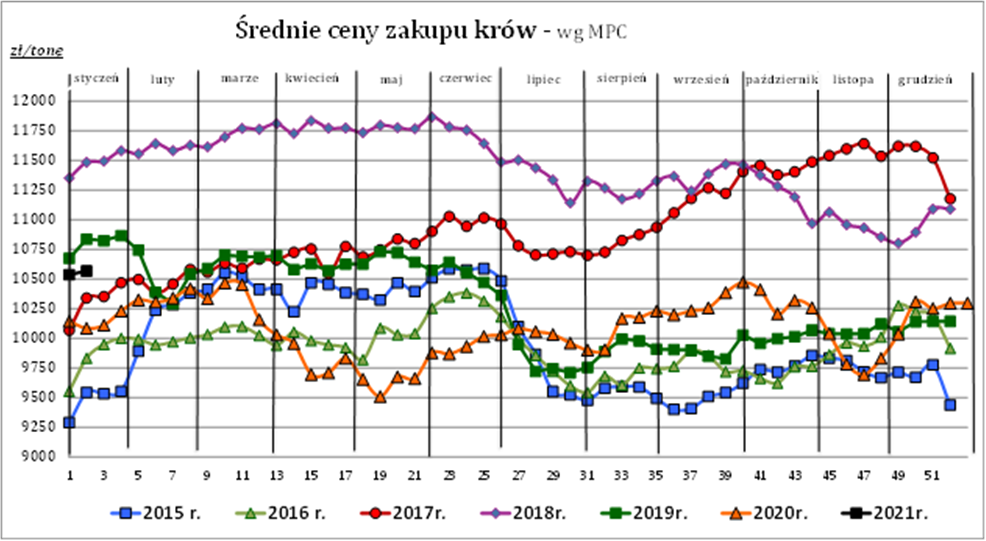 Średnie ceny zakupu krów - wg MPC
zł/tonę
styczeń luty marze kwiecień maj czerwiec lipiec sierpień wrzesień październik listopa grudzień
12000
11750
11500
11250
11000
10750
10500
10250
10000
9750
9500
9250
9000
1 3 5 7 9 11 13 15 17 19 21 23 25 27 29 31 33 35 37 39 41 43 45 47 49 51
2015 r. 2016 r. 2017r. 2018r. 2019r. 2020r. 2021r.